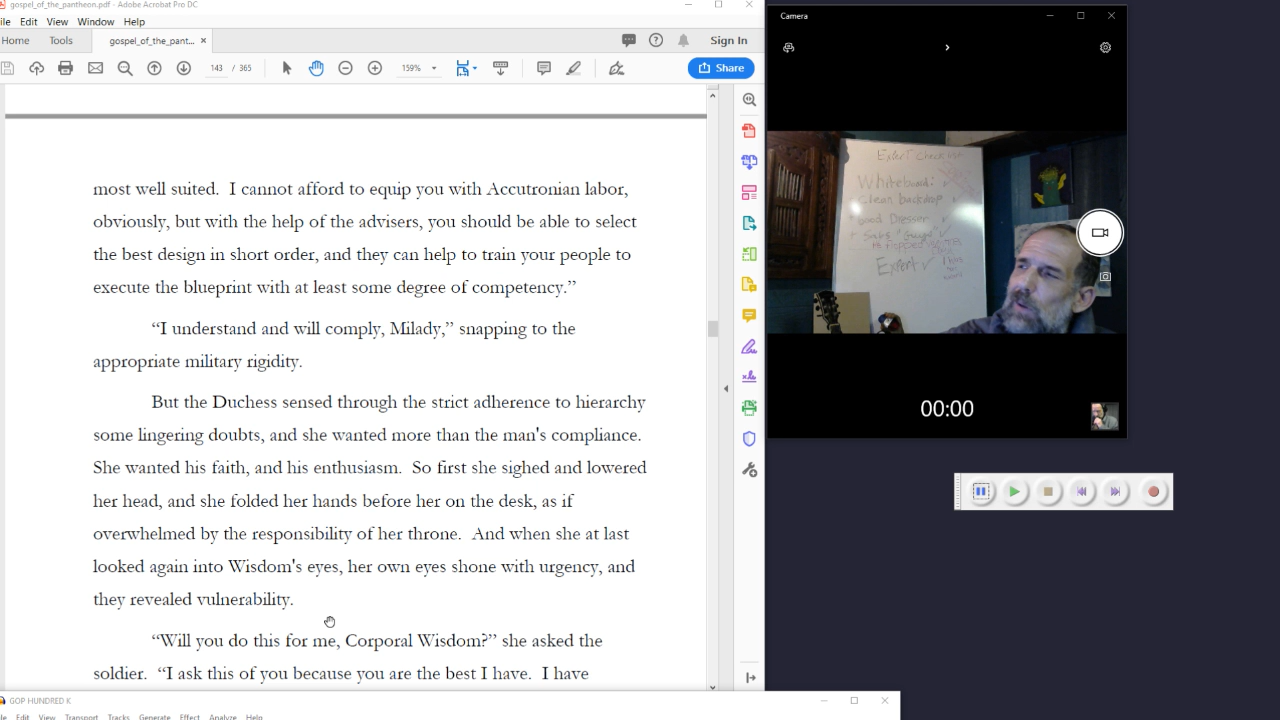 gospel_of_the_pantheon.pdf - Adobe Acrobat Pro DC
ile Edit View Window Help
Home Tools gospel_of_the_pant... ×
Sign In
143 / 365
159%
Share
most well suited. I cannot afford to equip you with Accutronian labor,
obviously, but with the help of the advisers, you should be able to select
the best design in short order, and they can help to train your people to
execute the blueprint with at least some degree of competency.”
“I understand and will comply, Milady,” snapping to the
appropriate military rigidity.
But the Duchess sensed through the strict adherence to hierarchy
some lingering doubts, and she wanted more than the man's compliance.
She wanted his faith, and his enthusiasm. So first she sighed and lowered
her head, and she folded her hands before her on the desk, as if
overwhelmed by the responsibility of her throne. And when she at last
looked again into Wisdom's eyes, her own eyes shone with urgency, and
they revealed vulnerability.
“Will you do this for me, Corporal Wisdom?” she asked the
soldier. “I ask this of you because you are the best I have. I have
GOP HUNDRED K
le Edit View Transport Tracks Generate Effect Analyze Help
Camera
Expert
Whiteboard:
Clean backdrop
Good Dresser
Expert
00:00